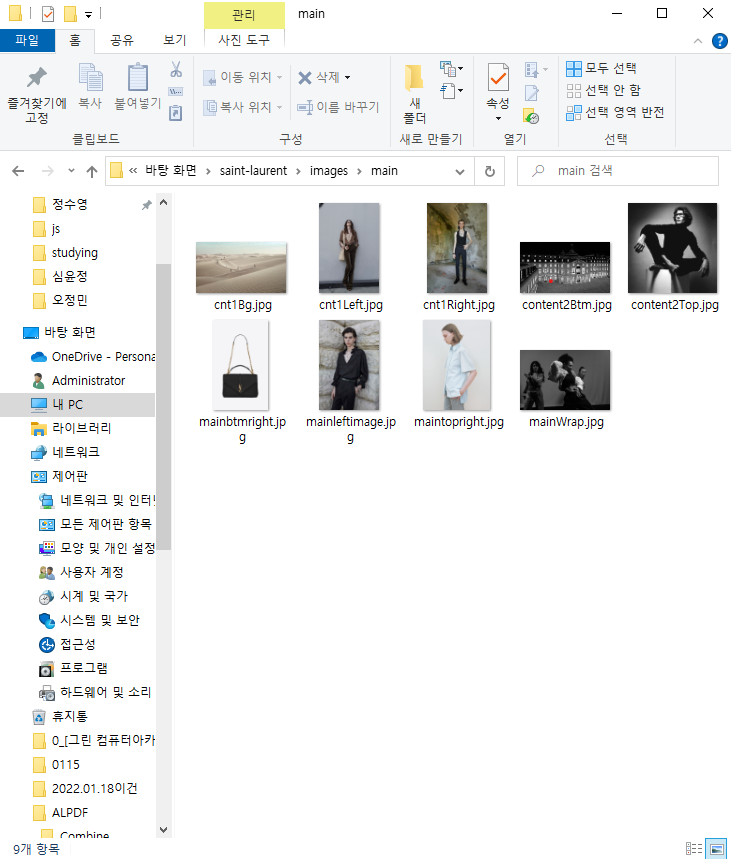 관리
main
파일
홈
공유
보기
사진 도구
즐겨찾기에
고정
복사
붙여넣기
이동 위치
복사 위치
삭제
이름 바꾸기
새
폴더
속성
모두 선택
선택 안 함
선택 영역 반전
클립보드
구성
새로 만들기
열기
선택
« 바탕 화면 > saint-laurent > images > main
main 검색
정수영
js
studying
심윤정
오정민
바탕 화면
OneDrive - Persona
Administrator
내 PC
라이브러리
네트워크
제어판
네트워크 및 인터
모든 제어판 항목
모양 및 개인 설정
사용자 계정
시계 및 국가
시스템 및 보안
접근성
프로그램
하드웨어 및 소리
휴지통
0_[그린 컴퓨터아카
0115
2022.01.18이건
ALPDF
Combine
cnt1Bg.jpg
cnt1Left.jpg
cnt1Right.jpg
content2Btm.jpg
content2Top.jpg
mainbtmright.jp
g
mainleftimage.jp
g
maintopright.jpg
mainWrap.jpg
9개 항목